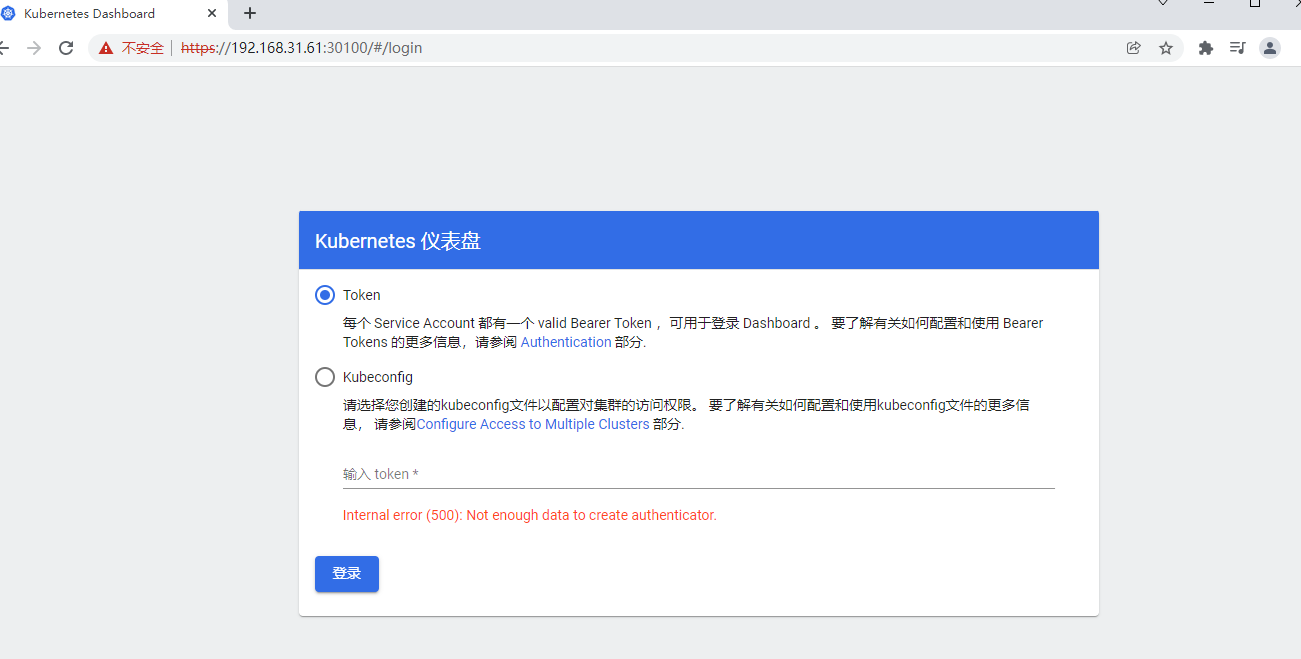 Kubernetes Dashboard
不安全 https://192.168.31.61:30100/#/login
Kubernetes 仪表盘
Token
每个 Service Account 都有一个 valid Bearer Token ，可用于登录 Dashboard 。 要了解有关如何配置和使用 Bearer
Tokens 的更多信息，请参阅 Authentication 部分.
Kubeconfig
请选择您创建的kubeconfig文件以配置对集群的访问权限。 要了解有关如何配置和使用kubeconfig文件的更多信
息， 请参阅Configure Access to Multiple Clusters 部分.
输入 token *
Internal error (500): Not enough data to create authenticator.
登录